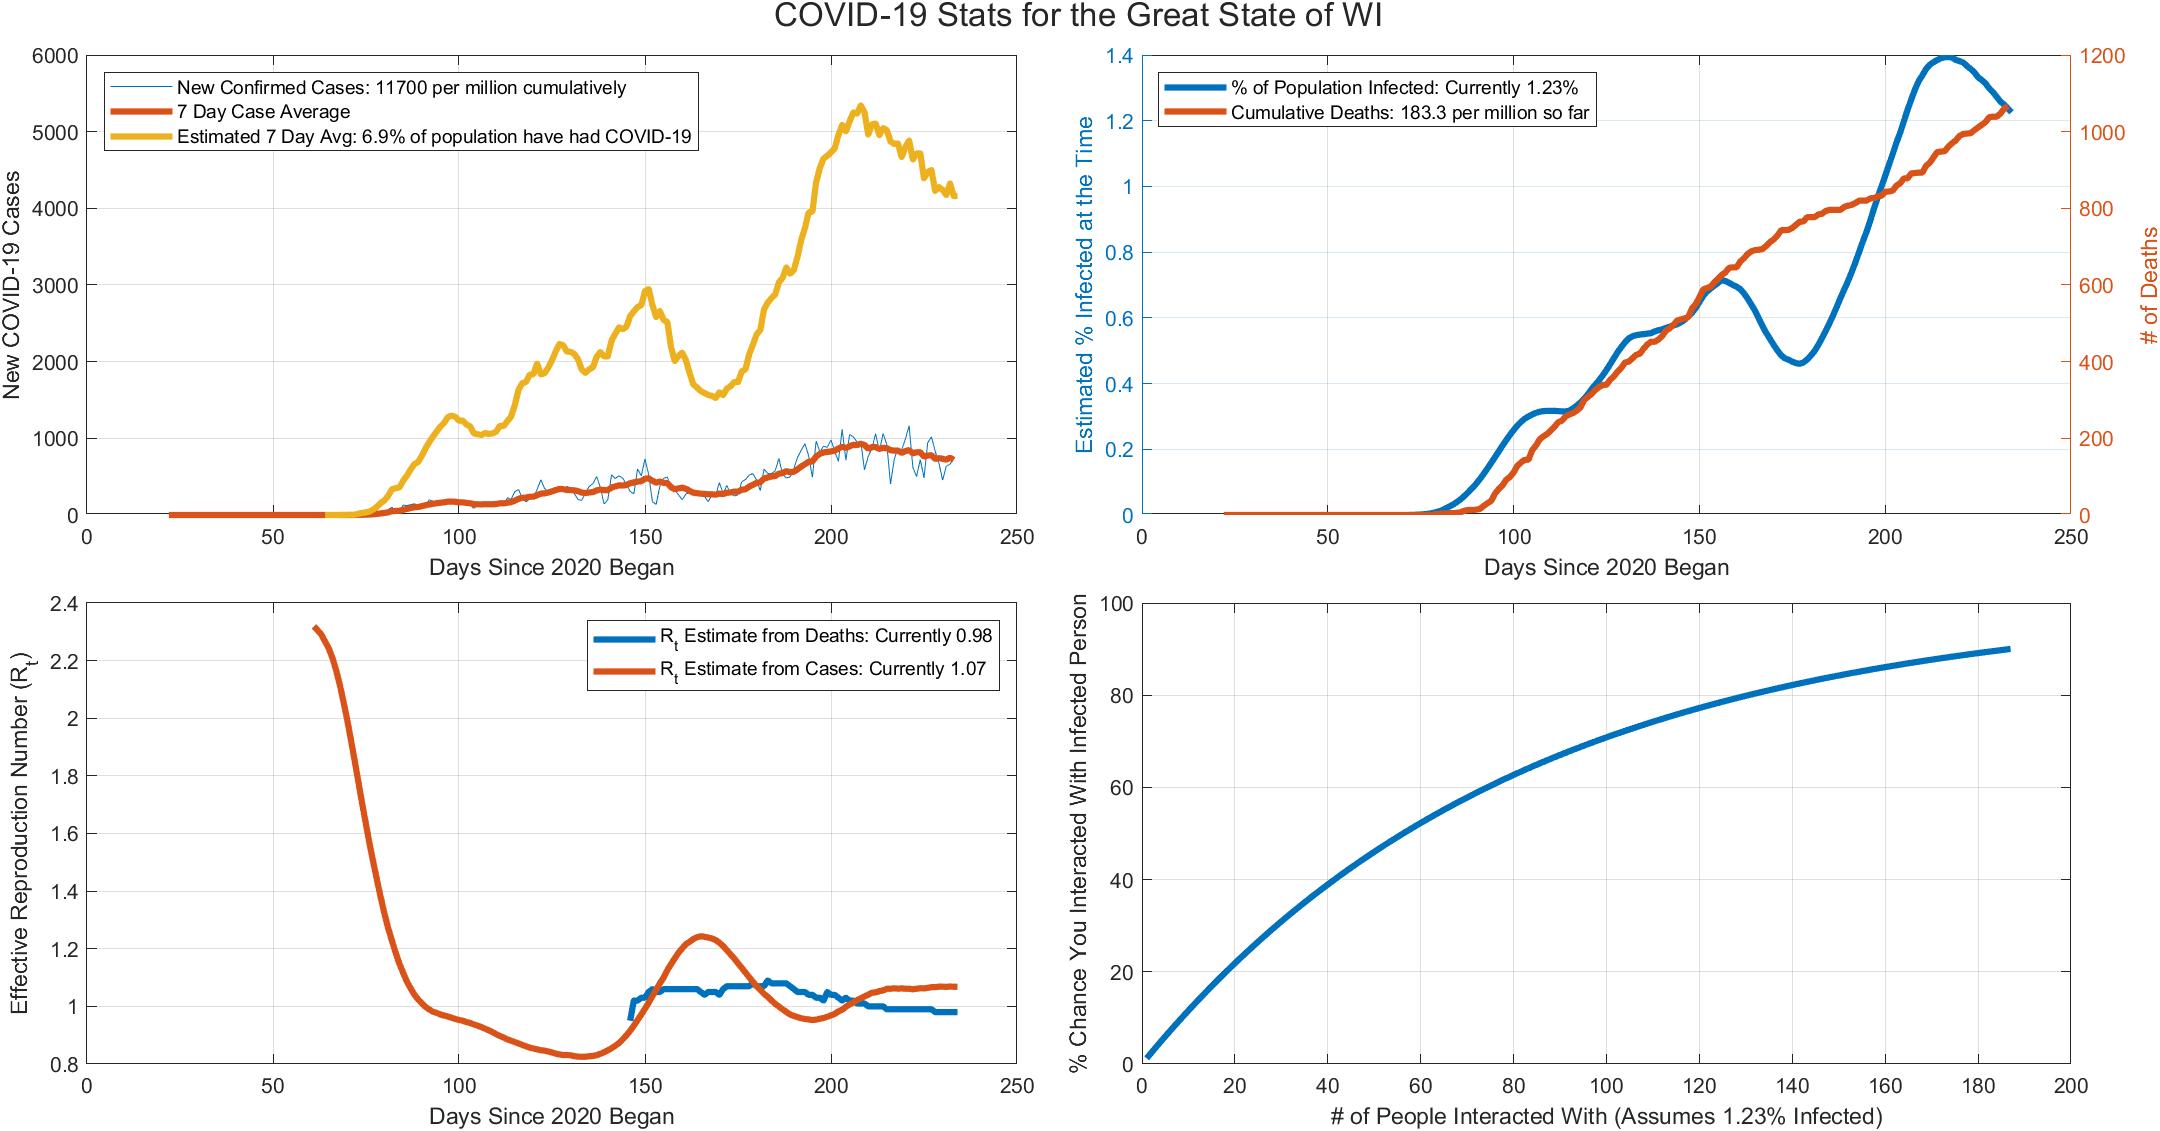 COVID-19 Stats for the Great State of WI
6000
5000
4000
3000
2000
1000
0
New COVID-19 Cases
New Confirmed Cases: 11700 per million cumulatively
7 Day Case Average
Estimated 7 Day Avg: 6.9% of population have had COVID-19
0 50 100 150 200 250
Days Since 2020 Began
1.4
1.2
1
0.8
0.6
0.4
0.2
0
Estimated % Infected at the Time
% of Population Infected: Currently 1.23%
Cumulative Deaths: 183.3 per million so far
1200
1000
800
600
400
200
0
# of Deaths
0 50 100 150 200 250
Days Since 2020 Began
2.4
2.2
2
1.8
1.6
1.4
1.2
1
0.8
Effective Reproduction Number (Rt)
Rt Estimate from Deaths: Currently 0.98
Rt Estimate from Cases: Currently 1.07
0 50 100 150 200 250
Days Since 2020 Began
100
80
60
40
20
0
% Chance You Interacted With Infected Person
0 20 40 60 80 100 120 140 160 180 200
# of People Interacted With (Assumes 1.23% Infected)